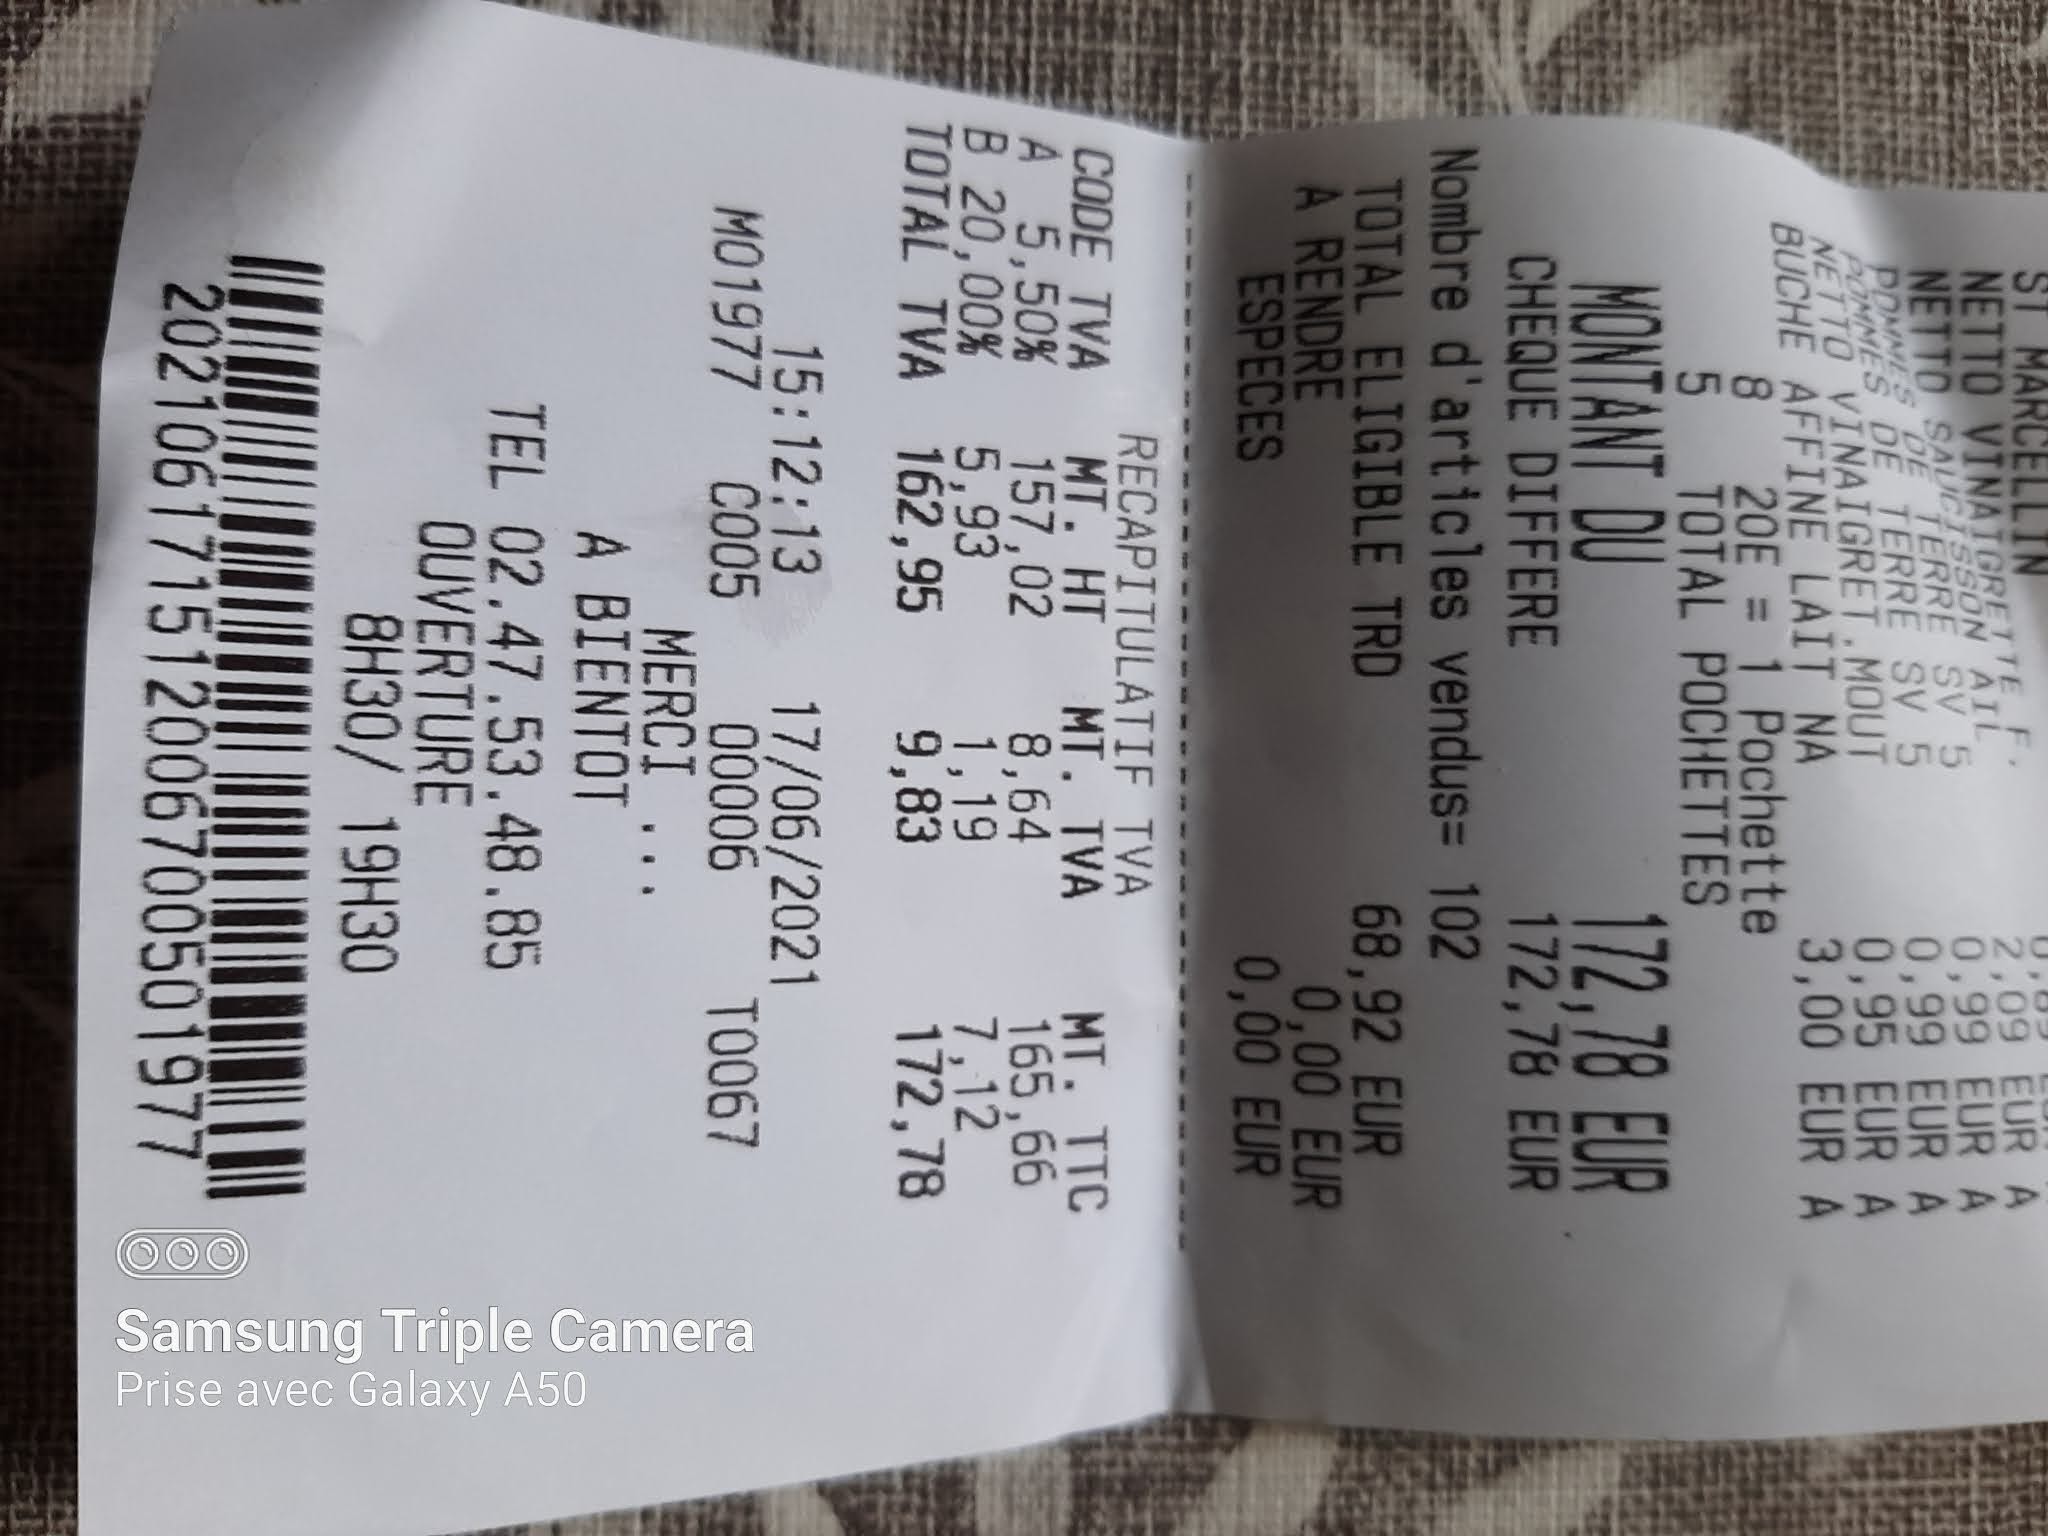 ST MARCELLIN
NETTO VINAIGRETTE F. 2,09 EUR A
NETTO SAUCISSON AIL 0,99 EUR A
POMMES DE TERRE SV 5 0,99 EUR A
POMMES DE TERRE SV 5
NETTO VINAIGRET.MOUT 0,95 EUR A
BUCHE AFFINE LAIT NA 3,00 EUR A
8 20E = 1 Pochette
5 TOTAL POCHETTES
MONTANT DU 172,78 EUR
CHEQUE DIFFERE 172,78 EUR
Nombre d'articles vendus= 102
TOTAL ELIGIBLE TRD 68,92 EUR
A RENDRE 0,00 EUR
ESPECES 0,00 EUR
RECAPITULATIF TVA
CODE TVA MT. HT MT. TVA MT. TTC
A 5,50% 157,02 8,64 165,66
B 20,00% 5,93 1,19 7,12
TOTAL TVA 162,95 9,83 172,78
15:12:13 17/06/2021
M01977 C005 00006 T0067
MERCI ...
A BIENTOT
TEL 02.47.53.48.85
OUVERTURE
8H30/ 19H30
202106171512006700501977
Samsung Triple Camera
Prise avec Galaxy A50